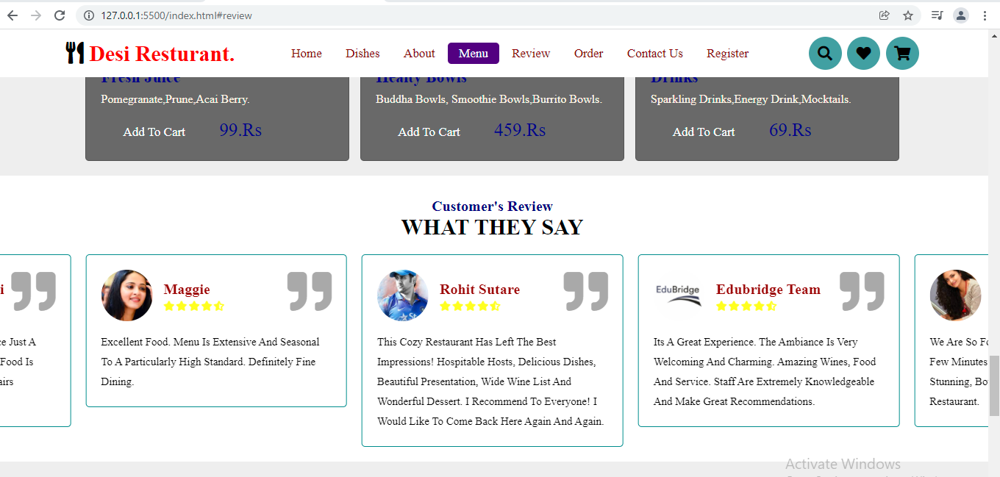 127.0.0.1:5500/index.html#review
Desi Resturant.
Home Dishes About Menu Review Order Contact Us Register
Fresh Juice Healty Bowls Drinks
Pomegranate,Prune,Acai Berry. Buddha Bowls, Smoothie Bowls,Burrito Bowls. Sparkling Drinks,Energy Drink,Mocktails.
Add To Cart 99.Rs Add To Cart 459.Rs Add To Cart 69.Rs
Customer's Review
WHAT THEY SAY
i
e Just A
Food Is
airs
Maggie
Excellent Food. Menu Is Extensive And Seasonal
To A Particularly High Standard. Definitely Fine
Dining.
Rohit Sutare
This Cozy Restaurant Has Left The Best
Impressions! Hospitable Hosts, Delicious Dishes,
Beautiful Presentation, Wide Wine List And
Wonderful Dessert. I Recommend To Everyone! I
Would Like To Come Back Here Again And Again.
EduBridge
Edubridge Team
Its A Great Experience. The Ambiance Is Very
Welcoming And Charming. Amazing Wines, Food
And Service. Staff Are Extremely Knowledgeable
And Make Great Recommendations.
We Are So F
Few Minutes
Stunning, Bo
Restaurant.
Activate Windows